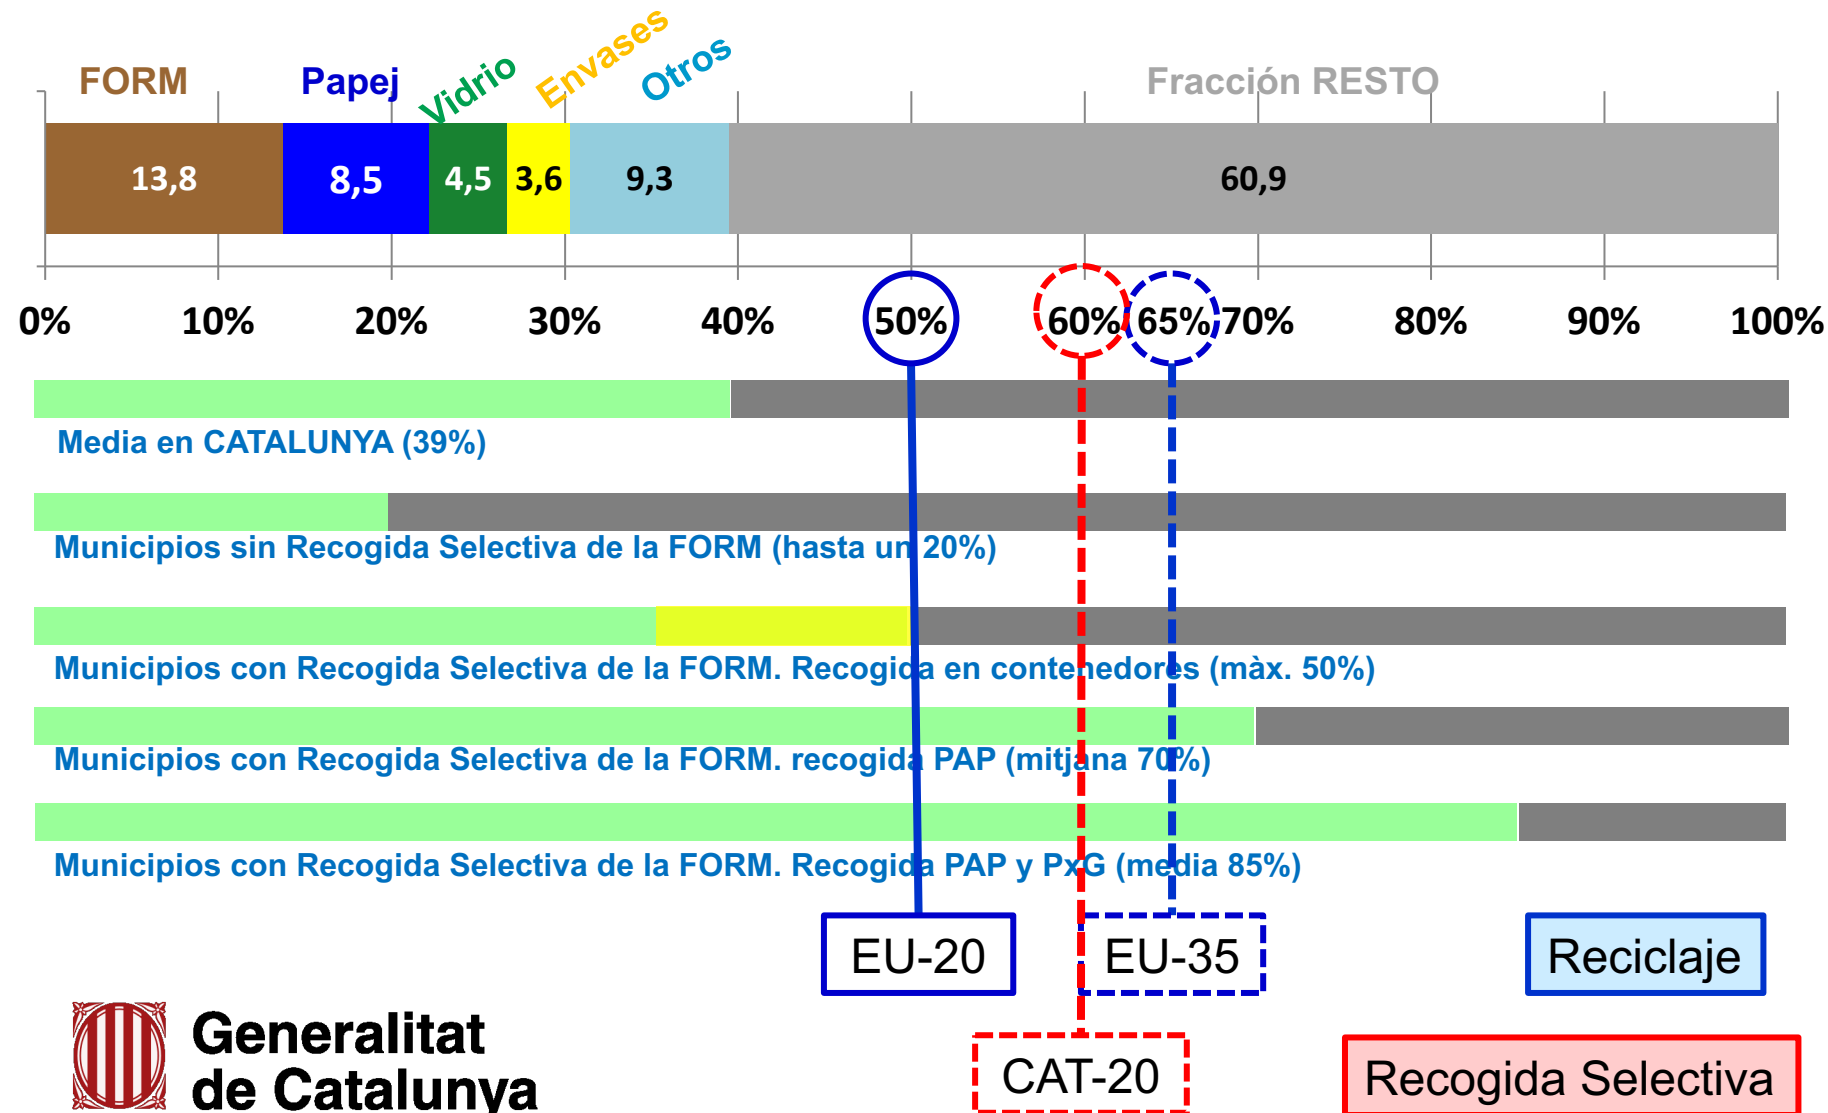 FORM Papej Vidrio Envases Otros Fracción RESTO
13,8 8,5 4,5 3,6 9,3 60,9
0% 10% 20% 30% 40% 50% 60% 65% 70% 80% 90% 100%
Media en CATALUNYA (39%)
Municipios sin Recogida Selectiva de la FORM (hasta un 20%)
Municipios con Recogida Selectiva de la FORM. Recogida en contenedores (màx. 50%)
Municipios con Recogida Selectiva de la FORM. recogida PAP (mitjana 70%)
Municipios con Recogida Selectiva de la FORM. Recogida PAP y PxG (media 85%)
EU-20 EU-35 Reciclaje
CAT-20 Recogida Selectiva
Generalitat
de Catalunya